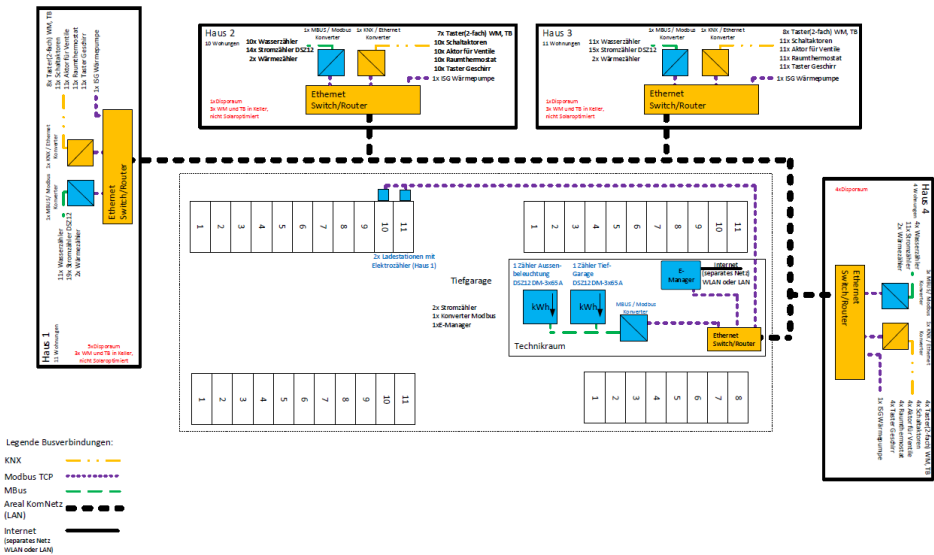 Haus 2
10 Wohnungen
10x Wasserzähler
14x Stromzähler DSZ12
2x Wärmezähler
1x MBUS / Modbus
Konverter
1x KNX / Ethernet
Konverter
7x Taster(2-fach) WM, TB
10x Schaltaktoren
10x Aktor für Ventile
10x Raumthermostat
10x Taster Geschirr
1x ISG Wärmepumpe
Ethernet
Switch/Router
1xDisporaum
3x WM und TB in Keller,
nicht Solaroptimiert
Haus 3
11 Wohnungen
11x Wasserzähler
15x Stromzähler DSZ12
2x Wärmezähler
1x MBUS / Modbus
Konverter
1x KNX / Ethernet
Konverter
8x Taster(2-fach) WM, TB
11x Schaltaktoren
11x Aktor für Ventile
11x Raumthermostat
11x Taster Geschirr
1x ISG Wärmepumpe
Ethernet
Switch/Router
1xDisporaum
3x WM und TB in Keller,
nicht Solaroptimiert
8x Taster(2-fach) WM, TB
11x Schaltaktoren
11x Aktor für Ventile
11x Raumthermostat
11x Taster Geschirr
1x ISG Wärmepumpe
1x KNX / Ethernet
Konverter
1x MBUS / Modbus
Konverter
Ethernet
Switch/Router
11x Wasserzähler
19x Stromzähler DSZ12
2x Wärmezähler
Haus 1
11 Wohnungen
5xDisporaum
3x WM und TB in Keller,
nicht Solaroptimiert
1 2 3 4 5 6 7 8 9 10 11
1 2 3 4 5 6 7 8 9 10 11
2x Ladestationen mit
Elektrozähler (Haus 1)
Tiefgarage
2x Stromzähler
1x Konverter Modbus
1xE-Manager
1 Zähler Aussen-
beleuchtung
DSZ12 DM-3x65A
1 Zähler Tief-
Garage
DSZ12 DM-3x65A
kWh
kWh
MBUS / Modbus
Konverter
E-
Manager
Internet
(separates Netz)
WLAN oder LAN
Ethernet
Switch/Router
Technikraum
1 2 3 4 5 6 7 8 9 10 11
1 2 3 4 5 6 7 8
4xDisporaum
Haus 4
4 Wohnungen
4x Wasserzähler
11x Stromzähler
2x Wärmezähler
1x MBUS / Modbus
Konverter
1x KNX / Ethernet
Konverter
Ethernet
Switch/Router
4x Taster(2-fach) WM, TB
4x Schaltaktoren
4x Aktor für Ventile
4x Raumthermostat
4x Taster Geschirr
1x ISG Wärmepumpe
Legende Busverbindungen:
KNX
Modbus TCP
MBus
Areal KomNetz
(LAN)
Internet
(separates Netz
WLAN oder LAN)